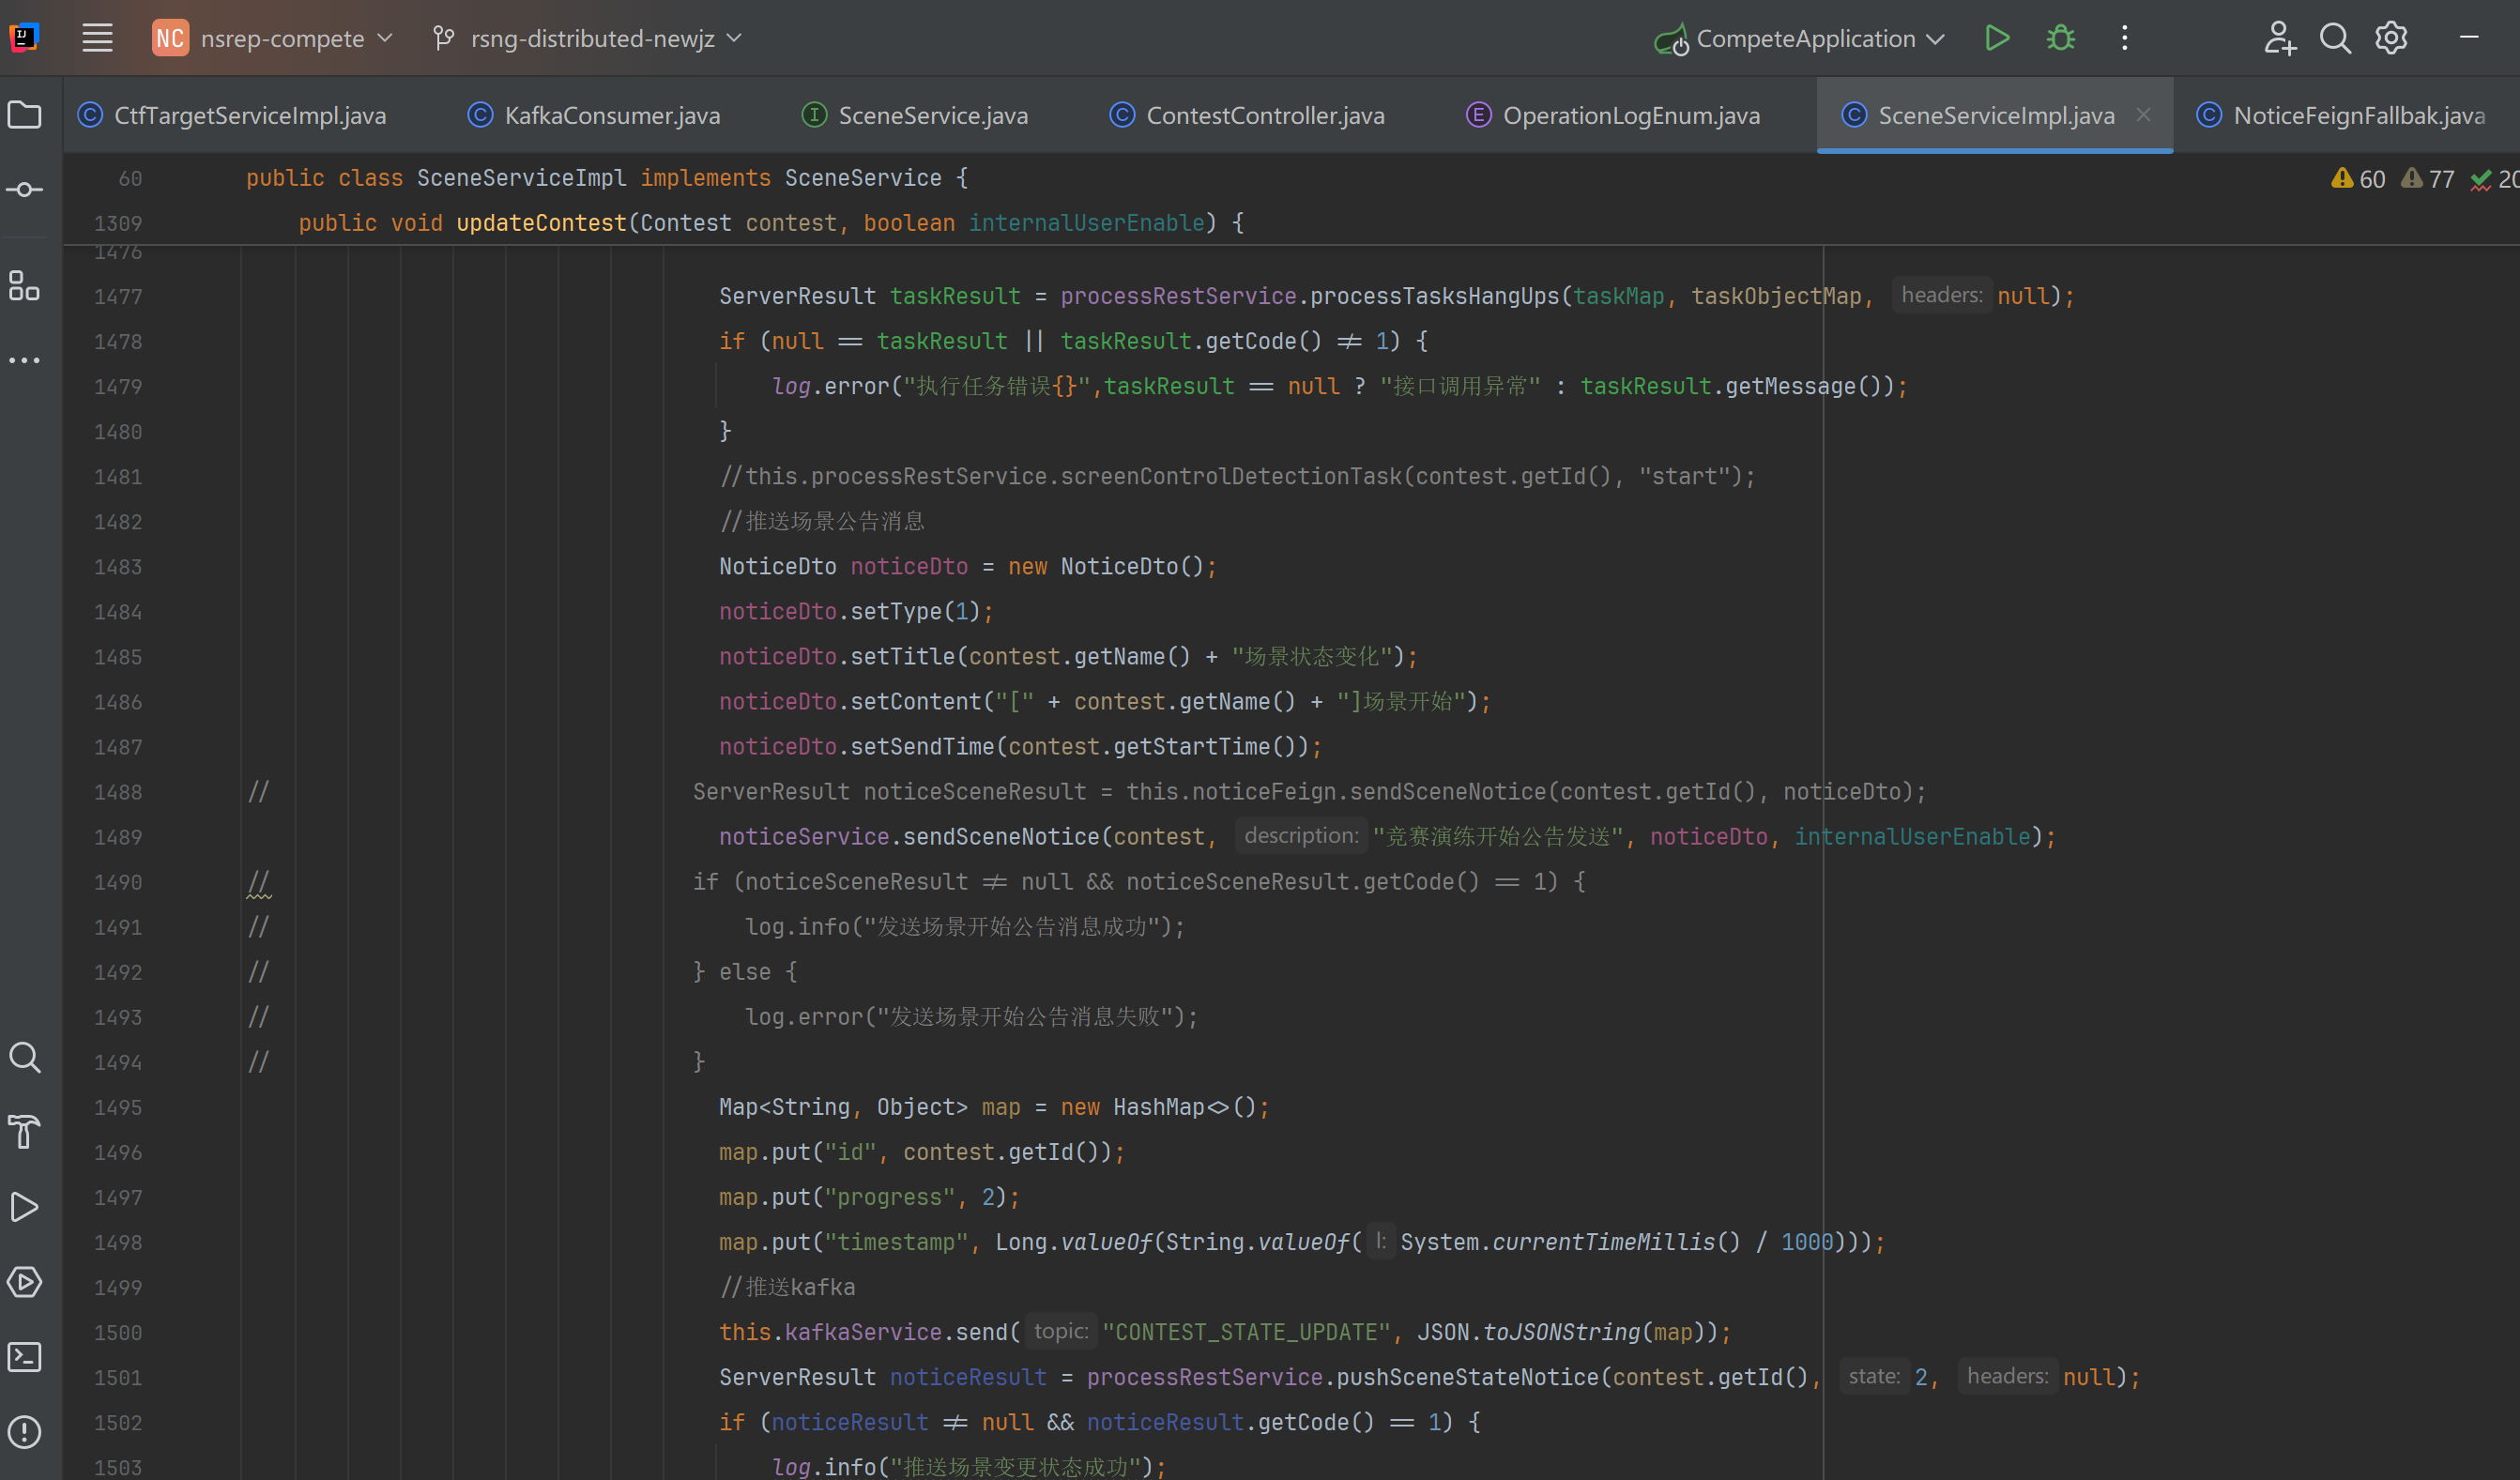 NC nsrep-compete rsng-distributed-newjz CompeteApplication
CtfTargetServiceImpl.java KafkaConsumer.java SceneService.java ContestController.java OperationLogEnum.java SceneServiceImpl.java NoticeFeignFallbak.java
60 public class SceneServiceImpl implements SceneService { 60 77 20
1309 public void updateContest(Contest contest, boolean internalUserEnable) {
1476
1477 ServerResult taskResult = processRestService.processTasksHangUps(taskMap, taskObjectMap, headers: null);
1478 if (null == taskResult || taskResult.getCode() != 1) {
1479 log.error("执行任务错误{}",taskResult == null ? "接口调用异常" : taskResult.getMessage());
1480 }
1481 //this.processRestService.screenControlDetectionTask(contest.getId(), "start");
1482 //推送场景公告消息
1483 NoticeDto noticeDto = new NoticeDto();
1484 noticeDto.setType(1);
1485 noticeDto.setTitle(contest.getName() + "场景状态变化");
1486 noticeDto.setContent("[" + contest.getName() + "]场景开始");
1487 noticeDto.setSendTime(contest.getStartTime());
1488 // ServerResult noticeSceneResult = this.noticeFeign.sendSceneNotice(contest.getId(), noticeDto);
1489 noticeService.sendSceneNotice(contest, description: "竞赛演练开始公告发送", noticeDto, internalUserEnable);
1490 // if (noticeSceneResult != null && noticeSceneResult.getCode() == 1) {
1491 // log.info("发送场景开始公告消息成功");
1492 // } else {
1493 // log.error("发送场景开始公告消息失败");
1494 // }
1495 Map<String, Object> map = new HashMap<>();
1496 map.put("id", contest.getId());
1497 map.put("progress", 2);
1498 map.put("timestamp", Long.valueOf(String.valueOf( l: System.currentTimeMillis() / 1000)));
1499 //推送kafka
1500 this.kafkaService.send( topic: "CONTEST_STATE_UPDATE", JSON.toJSONString(map));
1501 ServerResult noticeResult = processRestService.pushSceneStateNotice(contest.getId(), state: 2, headers: null);
1502 if (noticeResult != null && noticeResult.getCode() == 1) {
1503 log.info("推送场景变更状态成功");